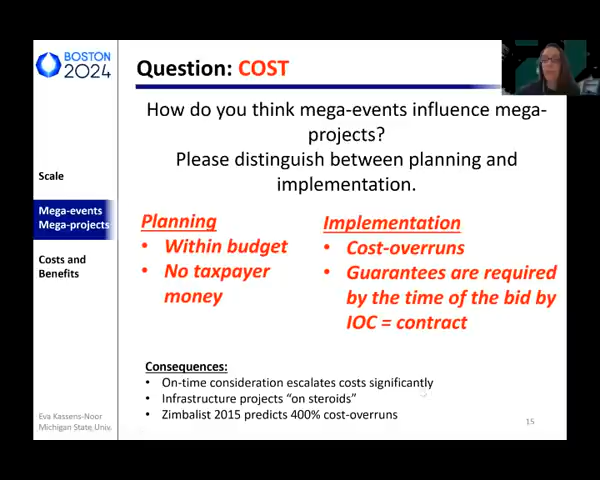 BOSTON
2024
Question: COST
How do you think mega-events influence mega-
projects?
Please distinguish between planning and
implementation.
Scale
Mega-events
Mega-projects
Costs and
Benefits
Planning
• Within budget
• No taxpayer
money
Implementation
• Cost-overruns
• Guarantees are required
by the time of the bid by
IOC = contract
Consequences:
• On-time consideration escalates costs significantly
• Infrastructure projects "on steroids"
• Zimbalist 2015 predicts 400% cost-overruns
Eva Kassens-Noor
Michigan State Univ.
15